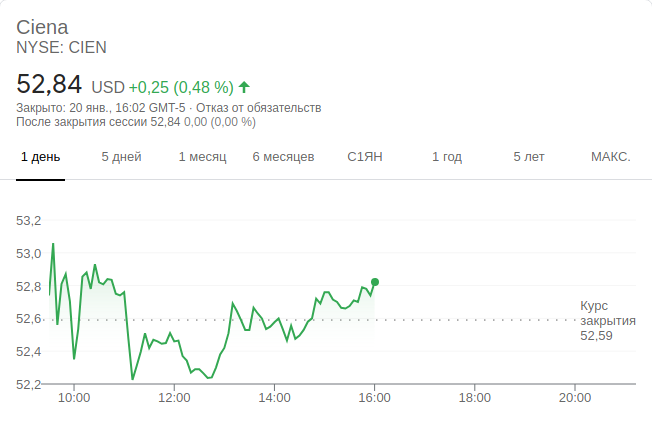 Ciena
NYSE: CIEN
52,84 USD +0,25 (0,48 %)
Закрыто: 20 янв., 16:02 GMT-5 · Отказ от обязательств
После закрытия сессии 52,84 0,00 (0,00 %)
1 день 5 дней 1 месяц 6 месяцев С1ЯН 1 год 5 лет МАКС.
53,2
53,0
52,8
52,6
52,4
52,2
Курс
закрытия
52,59
10:00 12:00 14:00 16:00 18:00 20:00